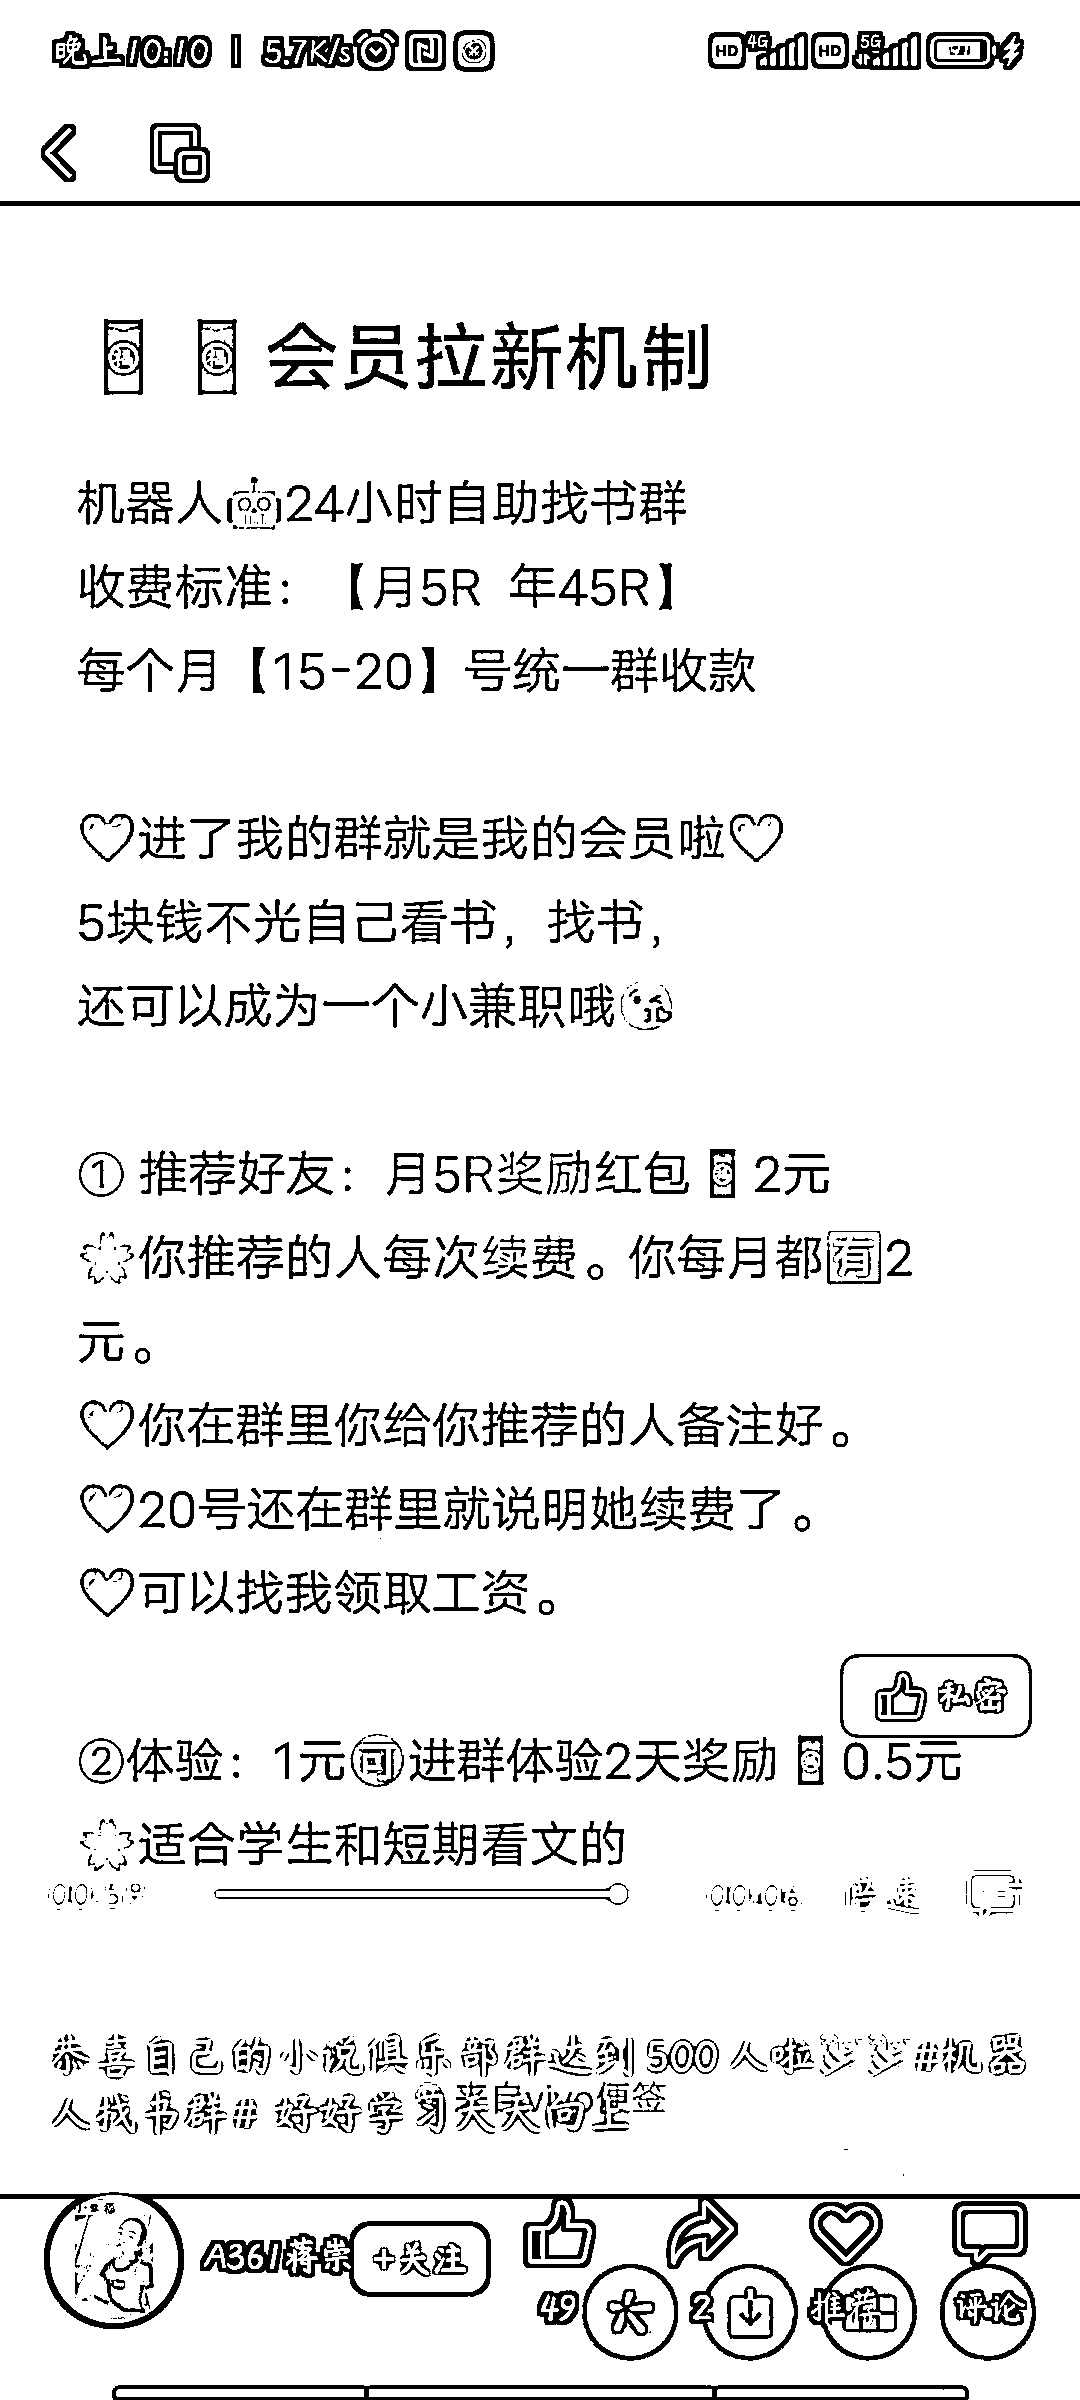 晚上10:10 | 5.7K/s HD 4G HD 5G
🧧 🧧 会员拉新机制
机器人🤖24小时自助找书群
收费标准：【月5R 年45R】
每个月【15-20】号统一群收款
♡进了我的群就是我的会员啦♡
5块钱不光自己看书，找书，
还可以成为一个小兼职哦😘
① 推荐好友：月5R奖励红包🧧2元
🌸你推荐的人每次续费。你每月都🈶2
元。
♡你在群里你给你推荐的人备注好。
♡20号还在群里就说明她续费了。
♡可以找我领取工资。
私密
②体验：1元🉑进群体验2天奖励🧧0.5元
🌸适合学生和短期看文的
倍速
恭喜自己的小说俱乐部群达到500人啦🎉🎉#机器
人找书群# 好好学习天天向上
来自vivo便签
A361蒋崇 +关注
49 2 推荐 评论